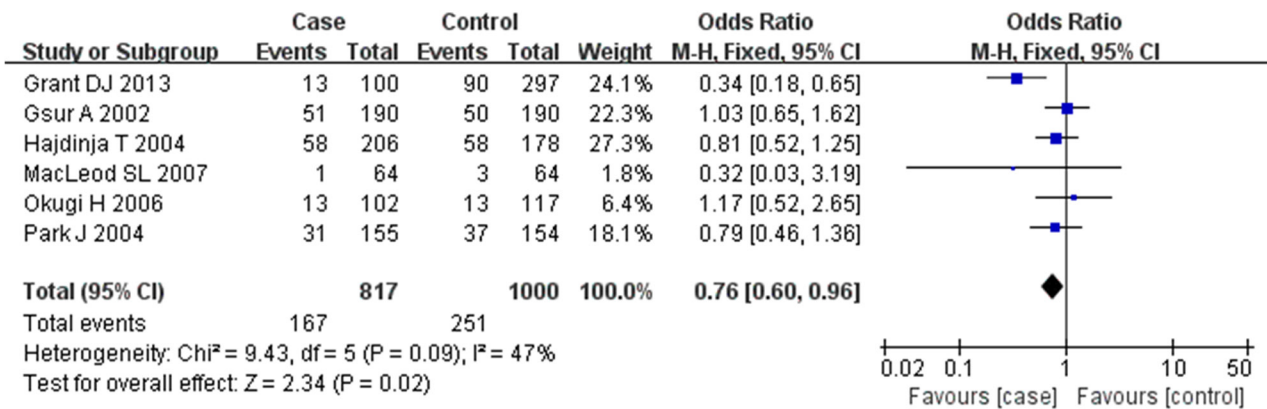 Case Control Odds Ratio Odds Ratio
Study or Subgroup Events Total Events Total Weight M-H, Fixed, 95% CI M-H, Fixed, 95% CI
Grant DJ 2013 13 100 90 297 24.1% 0.34 [0.18, 0.65]
Gsur A 2002 51 190 50 190 22.3% 1.03 [0.65, 1.62]
Hajdinja T 2004 58 206 58 178 27.3% 0.81 [0.52, 1.25]
MacLeod SL 2007 1 64 3 64 1.8% 0.32 [0.03, 3.19]
Okugi H 2006 13 102 13 117 6.4% 1.17 [0.52, 2.65]
Park J 2004 31 155 37 154 18.1% 0.79 [0.46, 1.36]
Total (95% CI) 817 1000 100.0% 0.76 [0.60, 0.96]
Total events 167 251
Heterogeneity: Chi² = 9.43, df = 5 (P = 0.09); I² = 47%
Test for overall effect: Z = 2.34 (P = 0.02)
0.02 0.1 1 10 50
Favours [case] Favours [control]